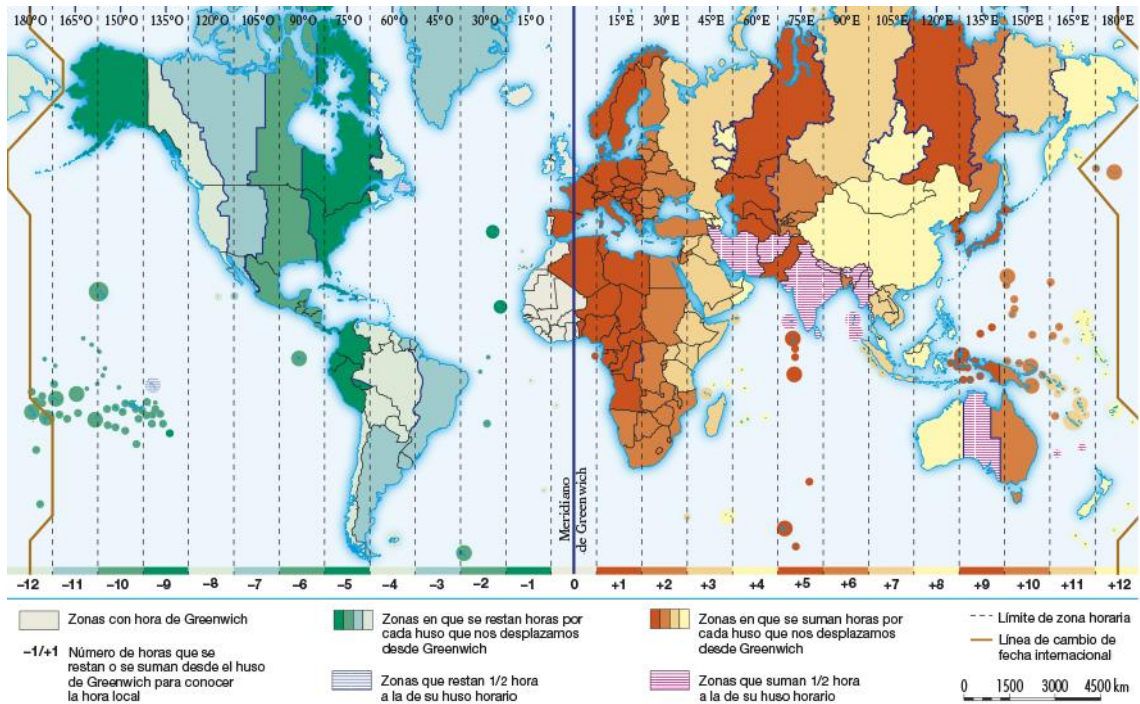 180°O 165°O 150°O 135°O 120°O 105°O 90°O 75°O 60°O 45°O 30°O 15°O 15°E 30°E 45°E 60°E 75°E 90°E 105°E 120°E 135°E 150°E 165°E 180°E
Meridiano
de Greenwich
-12 -11 -10 -9 -8 -7 -6 -5 -4 -3 -2 -1 0 +1 +2 +3 +4 +5 +6 +7 +8 +9 +10 +11 +12
Zonas con hora de Greenwich
-1/+1 Número de horas que se
restan o se suman desde el huso
de Greenwich para conocer
la hora local
Zonas en que se restan horas por
cada huso que nos desplazamos
desde Greenwich
Zonas que restan 1/2 hora
a la de su huso horario
Zonas en que se suman horas por
cada huso que nos desplazamos
desde Greenwich
Zonas que suman 1/2 hora
a la de su huso horario
Límite de zona horaria
Línea de cambio de
fecha internacional
0 1500 3000 4500 km